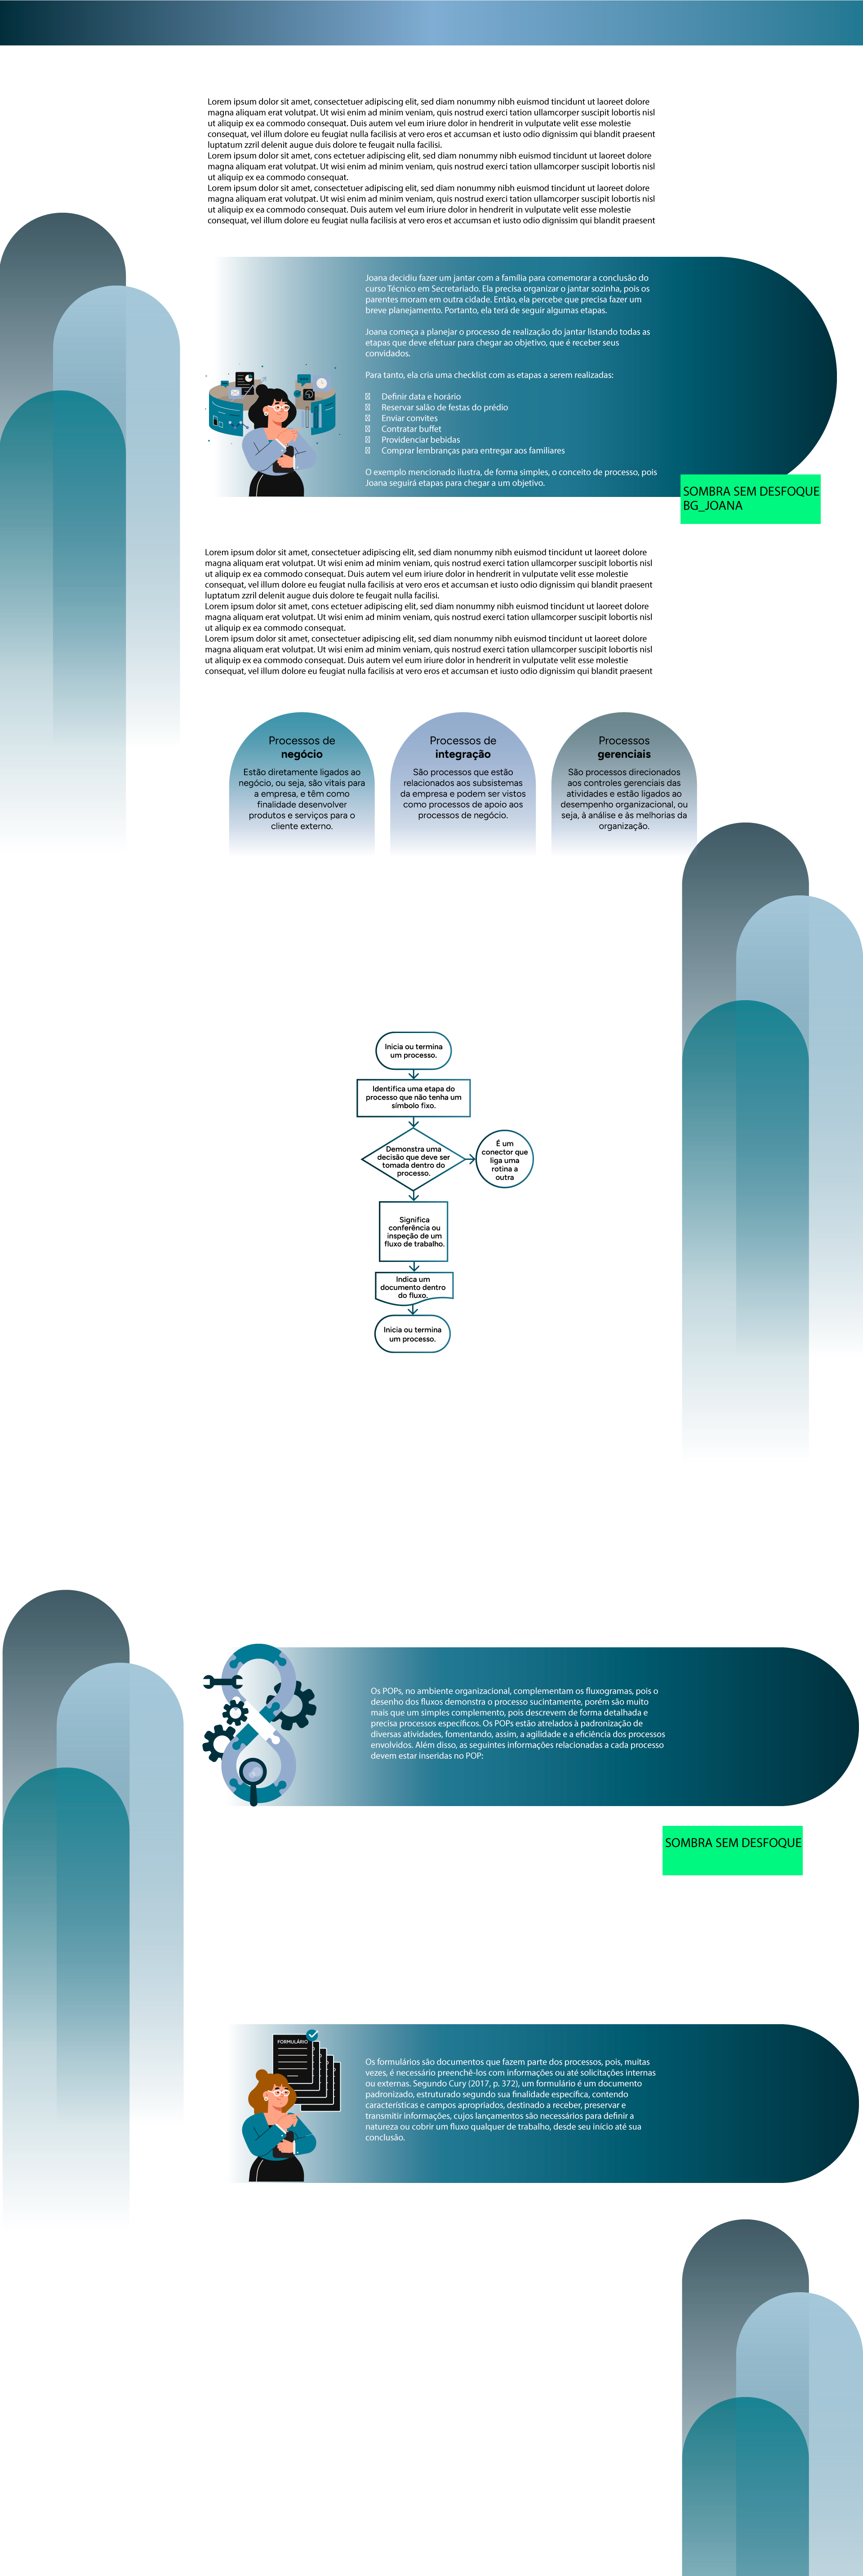 Lorem ipsum dolor sit amet, consectetuer adipiscing elit, sed diam nonummy nibh euismod tincidunt ut laoreet dolore
magna aliquam erat volutpat. Ut wisi enim ad minim veniam, quis nostrud exerci tation ullamcorper suscipit lobortis nisl
ut aliquip ex ea commodo consequat. Duis autem vel eum iriure dolor in hendrerit in vulputate velit esse molestie
consequat, vel illum dolore eu feugiat nulla facilisis at vero eros et accumsan et iusto odio dignissim qui blandit praesent
luptatum zzril delenit augue duis dolore te feugait nulla facilisi.
Lorem ipsum dolor sit amet, cons ectetuer adipiscing elit, sed diam nonummy nibh euismod tincidunt ut laoreet dolore
magna aliquam erat volutpat. Ut wisi enim ad minim veniam, quis nostrud exerci tation ullamcorper suscipit lobortis nisl
ut aliquip ex ea commodo consequat.
Lorem ipsum dolor sit amet, consectetuer adipiscing elit, sed diam nonummy nibh euismod tincidunt ut laoreet dolore
magna aliquam erat volutpat. Ut wisi enim ad minim veniam, quis nostrud exerci tation ullamcorper suscipit lobortis nisl
ut aliquip ex ea commodo consequat. Duis autem vel eum iriure dolor in hendrerit in vulputate velit esse molestie
consequat, vel illum dolore eu feugiat nulla facilisis at vero eros et accumsan et iusto odio dignissim qui blandit praesent
Joana decidiu fazer um jantar com a família para comemorar a conclusão do
curso Técnico em Secretariado. Ela precisa organizar o jantar sozinha, pois os
parentes moram em outra cidade. Então, ela percebe que precisa fazer um
breve planejamento. Portanto, ela terá de seguir algumas etapas.
Joana começa a planejar o processo de realização do jantar listando todas as
etapas que deve efetuar para chegar ao objetivo, que é receber seus
convidados.
Para tanto, ela cria uma checklist com as etapas a serem realizadas:
Definir data e horário
Reservar salão de festas do prédio
Enviar convites
Contratar buffet
Providenciar bebidas
Comprar lembranças para entregar aos familiares
O exemplo mencionado ilustra, de forma simples, o conceito de processo, pois
Joana seguirá etapas para chegar a um objetivo.
SOMBRA SEM DESFOQUE
BG_JOANA
Lorem ipsum dolor sit amet, consectetuer adipiscing elit, sed diam nonummy nibh euismod tincidunt ut laoreet dolore
magna aliquam erat volutpat. Ut wisi enim ad minim veniam, quis nostrud exerci tation ullamcorper suscipit lobortis nisl
ut aliquip ex ea commodo consequat. Duis autem vel eum iriure dolor in hendrerit in vulputate velit esse molestie
consequat, vel illum dolore eu feugiat nulla facilisis at vero eros et accumsan et iusto odio dignissim qui blandit praesent
luptatum zzril delenit augue duis dolore te feugait nulla facilisi.
Lorem ipsum dolor sit amet, cons ectetuer adipiscing elit, sed diam nonummy nibh euismod tincidunt ut laoreet dolore
magna aliquam erat volutpat. Ut wisi enim ad minim veniam, quis nostrud exerci tation ullamcorper suscipit lobortis nisl
ut aliquip ex ea commodo consequat.
Lorem ipsum dolor sit amet, consectetuer adipiscing elit, sed diam nonummy nibh euismod tincidunt ut laoreet dolore
magna aliquam erat volutpat. Ut wisi enim ad minim veniam, quis nostrud exerci tation ullamcorper suscipit lobortis nisl
ut aliquip ex ea commodo consequat. Duis autem vel eum iriure dolor in hendrerit in vulputate velit esse molestie
consequat, vel illum dolore eu feugiat nulla facilisis at vero eros et accumsan et iusto odio dignissim qui blandit praesent
Processos de
negócio
Estão diretamente ligados ao
negócio, ou seja, são vitais para
a empresa, e têm como
finalidade desenvolver
produtos e serviços para o
cliente externo.
Processos de
integração
São processos que estão
relacionados aos subsistemas
da empresa e podem ser vistos
como processos de apoio aos
processos de negócio.
Processos
gerenciais
São processos direcionados
aos controles gerenciais das
atividades e estão ligados ao
desempenho organizacional, ou
seja, à análise e às melhorias da
organização.
Inicia ou termina
um processo.
Identifica uma etapa do
processo que não tenha um
símbolo fixo.
Demonstra uma
decisão que deve ser
tomada dentro do
processo.
É um
conector que
liga uma
rotina a
outra
Significa
conferência ou
inspeção de um
fluxo de trabalho.
Indica um
documento dentro
do fluxo.
Inicia ou termina
um processo.
Os POPs, no ambiente organizacional, complementam os fluxogramas, pois o
desenho dos fluxos demonstra o processo sucintamente, porém são muito
mais que um simples complemento, pois descrevem de forma detalhada e
precisa processos específicos. Os POPs estão atrelados à padronização de
diversas atividades, fomentando, assim, a agilidade e a eficiência dos processos
envolvidos. Além disso, as seguintes informações relacionadas a cada processo
devem estar inseridas no POP:
SOMBRA SEM DESFOQUE
FORMULÁRIO
Os formulários são documentos que fazem parte dos processos, pois, muitas
vezes, é necessário preenchê-los com informações ou até solicitações internas
ou externas. Segundo Cury (2017, p. 372), um formulário é um documento
padronizado, estruturado segundo sua finalidade específica, contendo
características e campos apropriados, destinado a receber, preservar e
transmitir informações, cujos lançamentos são necessários para definir a
natureza ou cobrir um fluxo qualquer de trabalho, desde seu início até sua
conclusão.